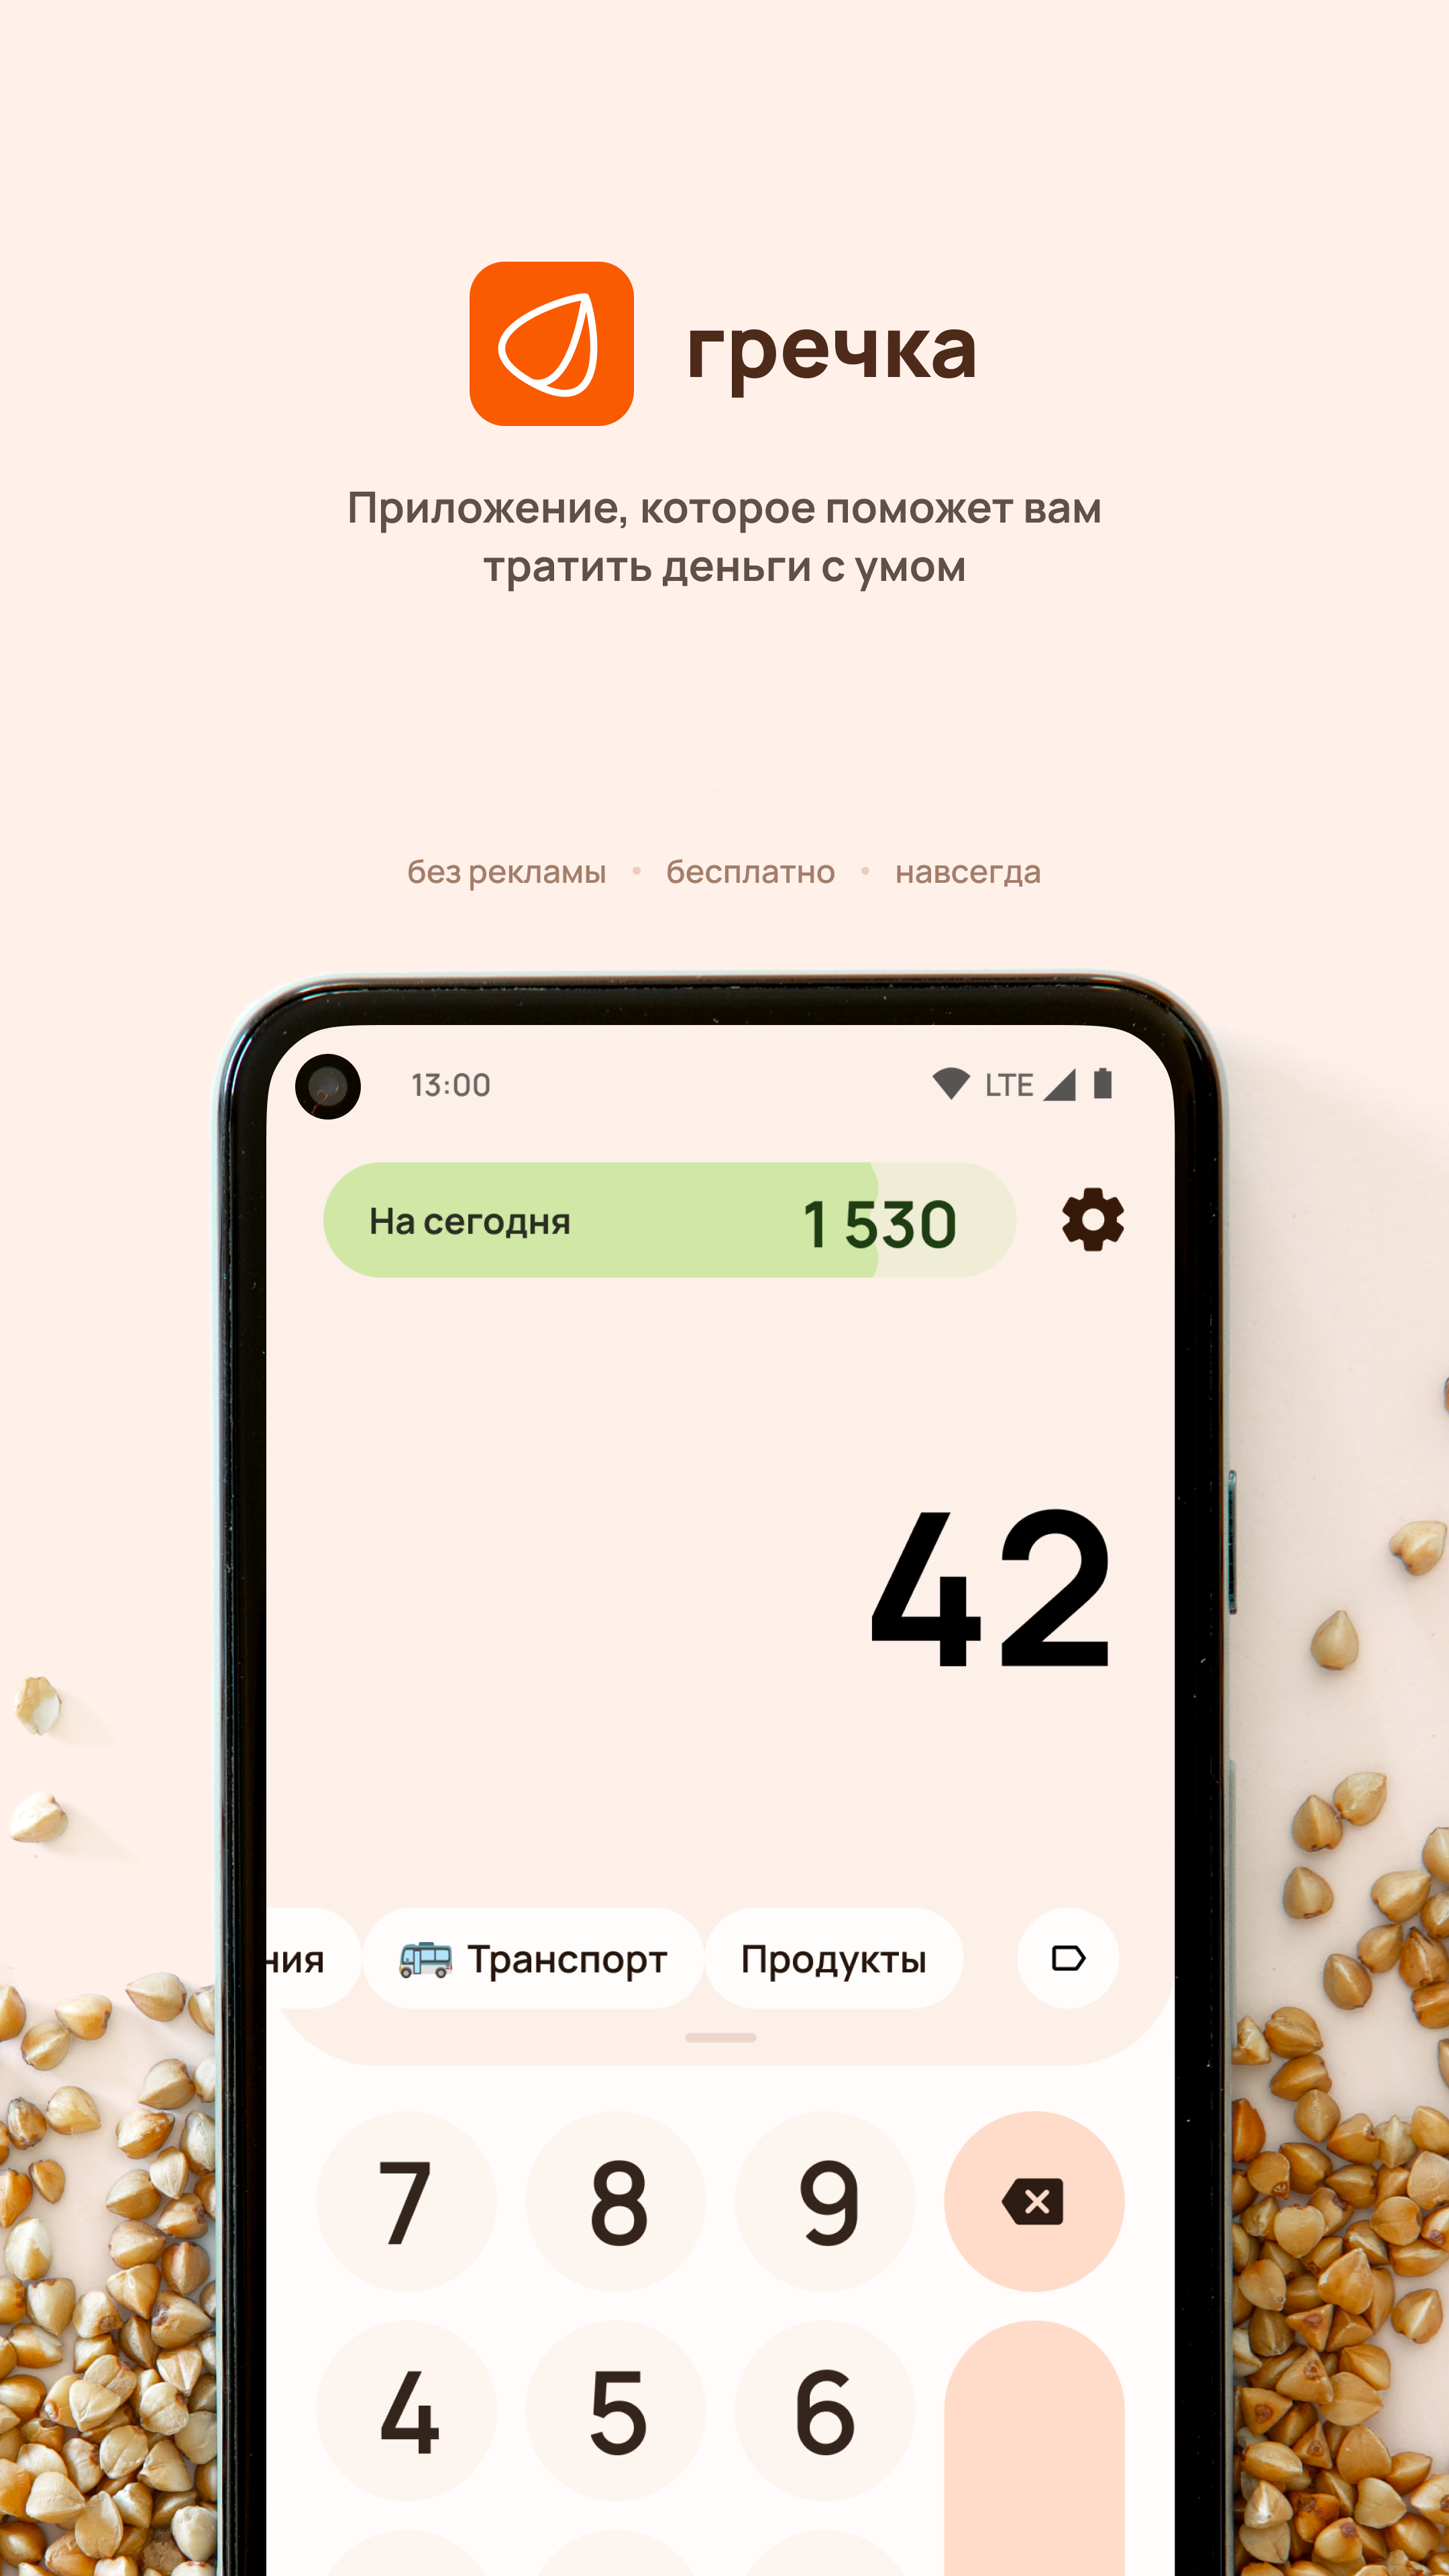 гречка
Приложение, которое поможет вам
тратить деньги с умом
без рекламы • бесплатно • навсегда
13:00 LTE
На сегодня 1 530
42
ния Транспорт Продукты
7 8 9
4 5 6